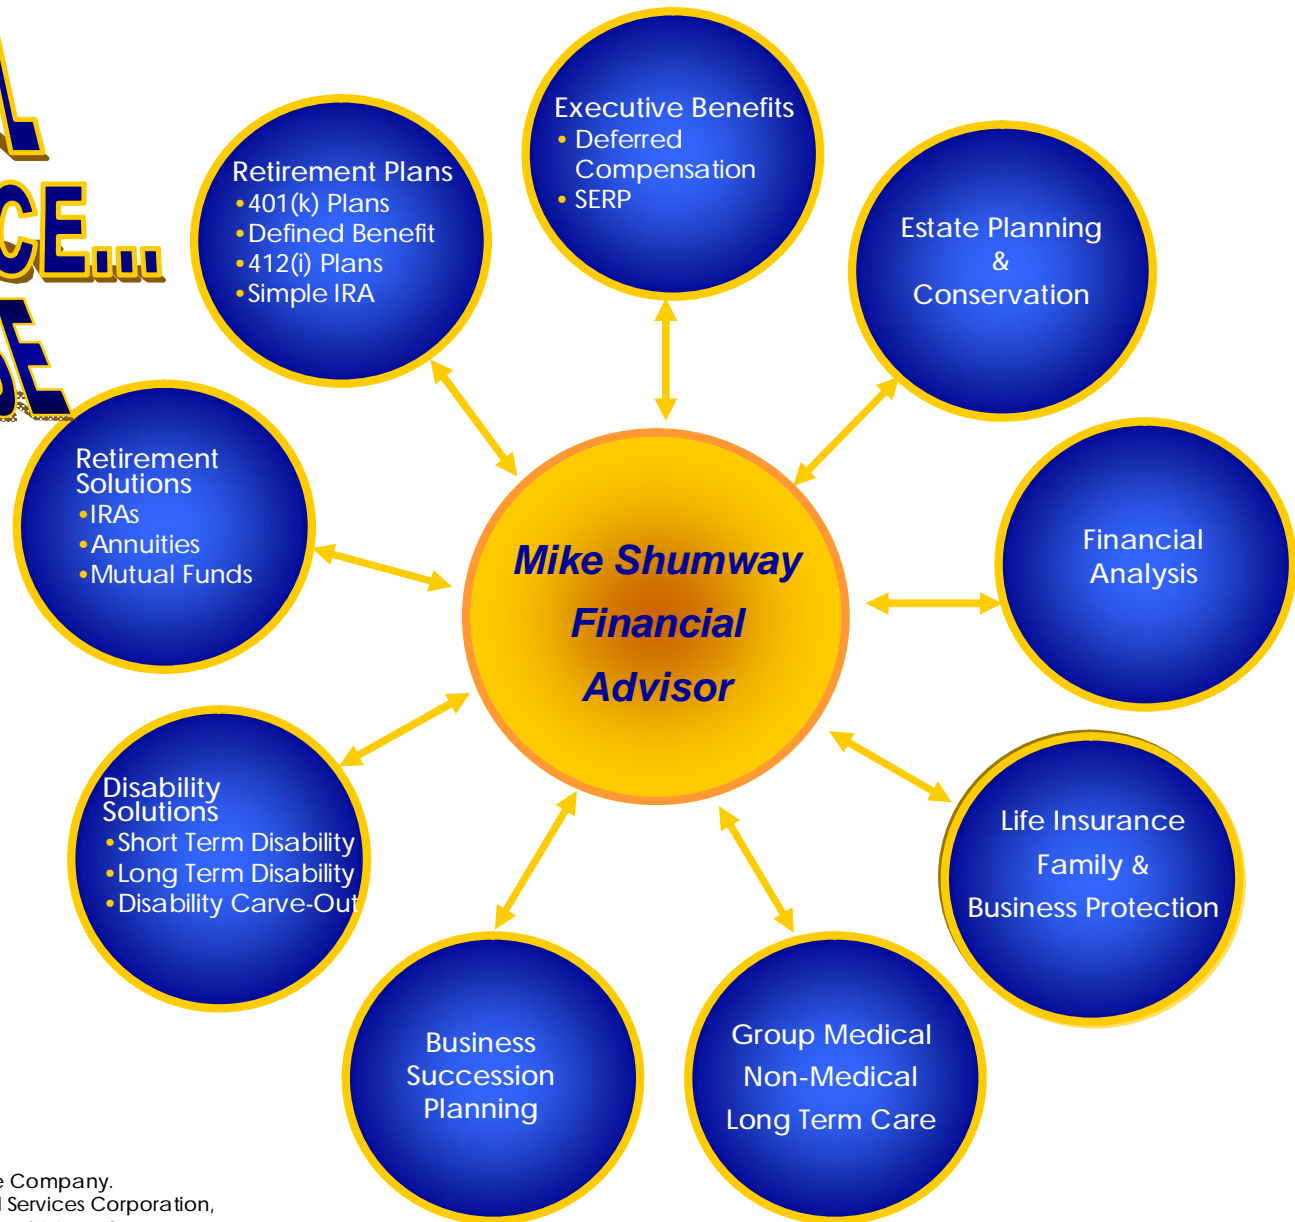 Executive Benefits
• Deferred
Compensation
• SERP
Retirement Plans
•401(k) Plans
•Defined Benefit
•412(i) Plans
•Simple IRA
Estate Planning
&
Conservation
Retirement
Solutions
•IRAs
•Annuities
•Mutual Funds
Mike Shumway
Financial
Advisor
Financial
Analysis
Disability
Solutions
•Short Term Disability
•Long Term Disability
•Disability Carve-Out
Life Insurance
Family &
Business Protection
Business
Succession
Planning
Group Medical
Non-Medical
Long Term Care
e Company.
l Services Corporation,